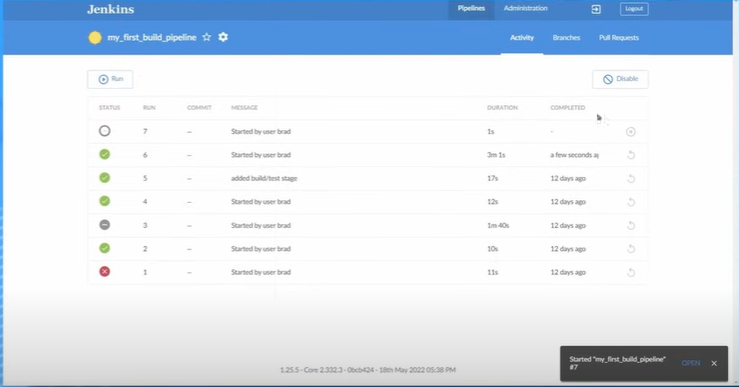 Jenkins
Pipelines Administration Logout
my_first_build_pipeline
Activity Branches Pull Requests
Run
Disable
STATUS RUN COMMIT MESSAGE DURATION COMPLETED
7 — Started by user brad 1s -
6 — Started by user brad 3m 1s a few seconds ag
5 — added build/test stage 17s 12 days ago
4 — Started by user brad 12s 12 days ago
3 — Started by user brad 1m 40s 12 days ago
2 — Started by user brad 10s 12 days ago
1 — Started by user brad 11s 12 days ago
Started "my_first_build_pipeline"
#7
OPEN
1.25.5 - Core 2.332.3 - 0bcb424 - 18th May 2022 05:38 PM